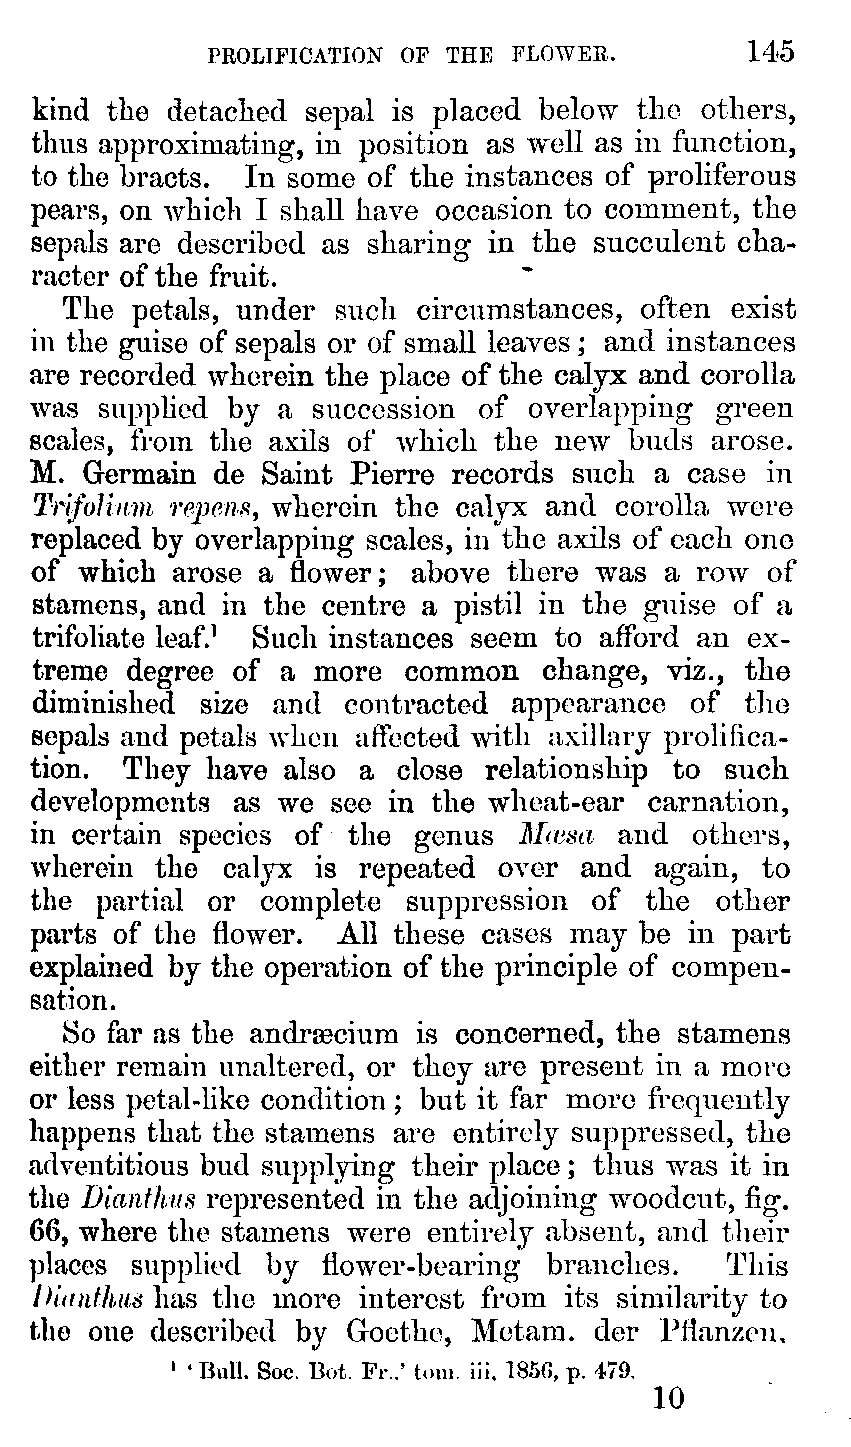 PROLIFICATION OF THE FLOWER. 145
kind the detached sepal is placed below the others,
thus approximating, in position as well as in function,
to the bracts. In some of the instances of proliferous
pears, on which I shall have occasion to comment, the
sepals are described as sharing in the succulent cha-
racter of the fruit.
The petals, under such circumstances, often exist
in the guise of sepals or of small leaves; and instances
are recorded wherein the place of the calyx and corolla
was supplied by a succession of overlapping green
scales, from the axils of which the new buds arose.
M. Germain de Saint Pierre records such a case in
Trifolium repens, wherein the calyx and corolla were
replaced by overlapping scales, in the axils of each one
of which arose a flower; above there was a row of
stamens, and in the centre a pistil in the guise of a
trifoliate leaf.¹ Such instances seem to afford an ex-
treme degree of a more common change, viz., the
diminished size and contracted appearance of the
sepals and petals when affected with axillary prolifica-
tion. They have also a close relationship to such
developments as we see in the wheat-ear carnation,
in certain species of the genus Mæsa and others,
wherein the calyx is repeated over and again, to
the partial or complete suppression of the other
parts of the flower. All these cases may be in part
explained by the operation of the principle of compen-
sation.
So far as the andræcium is concerned, the stamens
either remain unaltered, or they are present in a more
or less petal-like condition; but it far more frequently
happens that the stamens are entirely suppressed, the
adventitious bud supplying their place; thus was it in
the Dianthus represented in the adjoining woodcut, fig.
66, where the stamens were entirely absent, and their
places supplied by flower-bearing branches. This
Dianthus has the more interest from its similarity to
the one described by Goethe, Metam. der Pflanzen,
¹ 'Bull. Soc. Bot. Fr.,' tom. iii, 1856, p. 479.
10